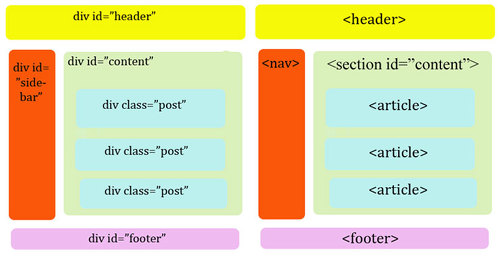 div id=”header”
div id=
”side-
bar”
div id=”content”
div class=”post”
div class=”post”
div class=”post”
div id=”footer”
<header>
<nav>
<section id=”content”>
<article>
<article>
<article>
<footer>